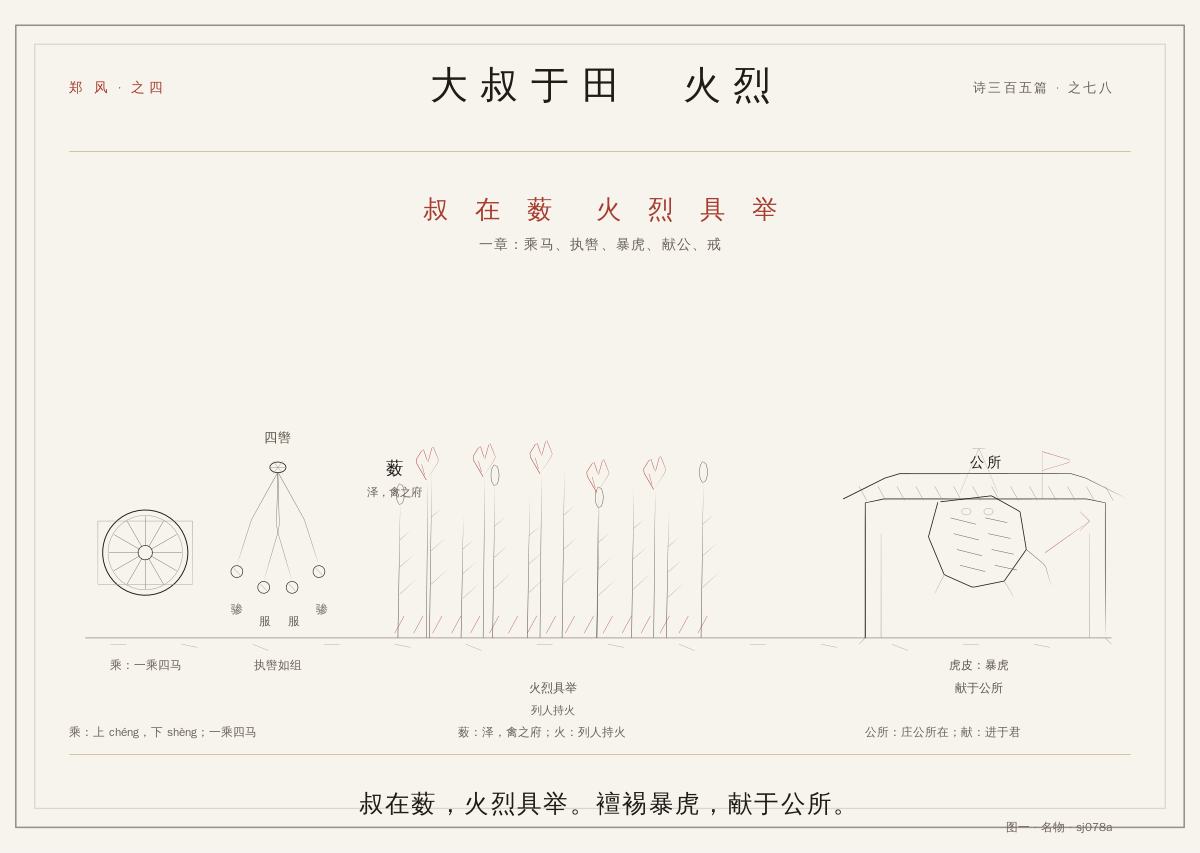 郑 风 · 之四
大叔于田 火烈
诗三百五篇 · 之七八
叔在薮 火烈具举
一章：乘马、执辔、暴虎、献公、戒
四辔
薮
泽，禽之府
公所
骖
服
服
骖
乘：一乘四马
执辔如组
火烈具举
列人持火
虎皮：暴虎
献于公所
乘：上 chéng，下 shèng；一乘四马
薮：泽，禽之府；火：列人持火
公所：庄公所在；献：进于君
叔在薮，火烈具举。襢裼暴虎，献于公所。
图一 · 名物 · sj078a